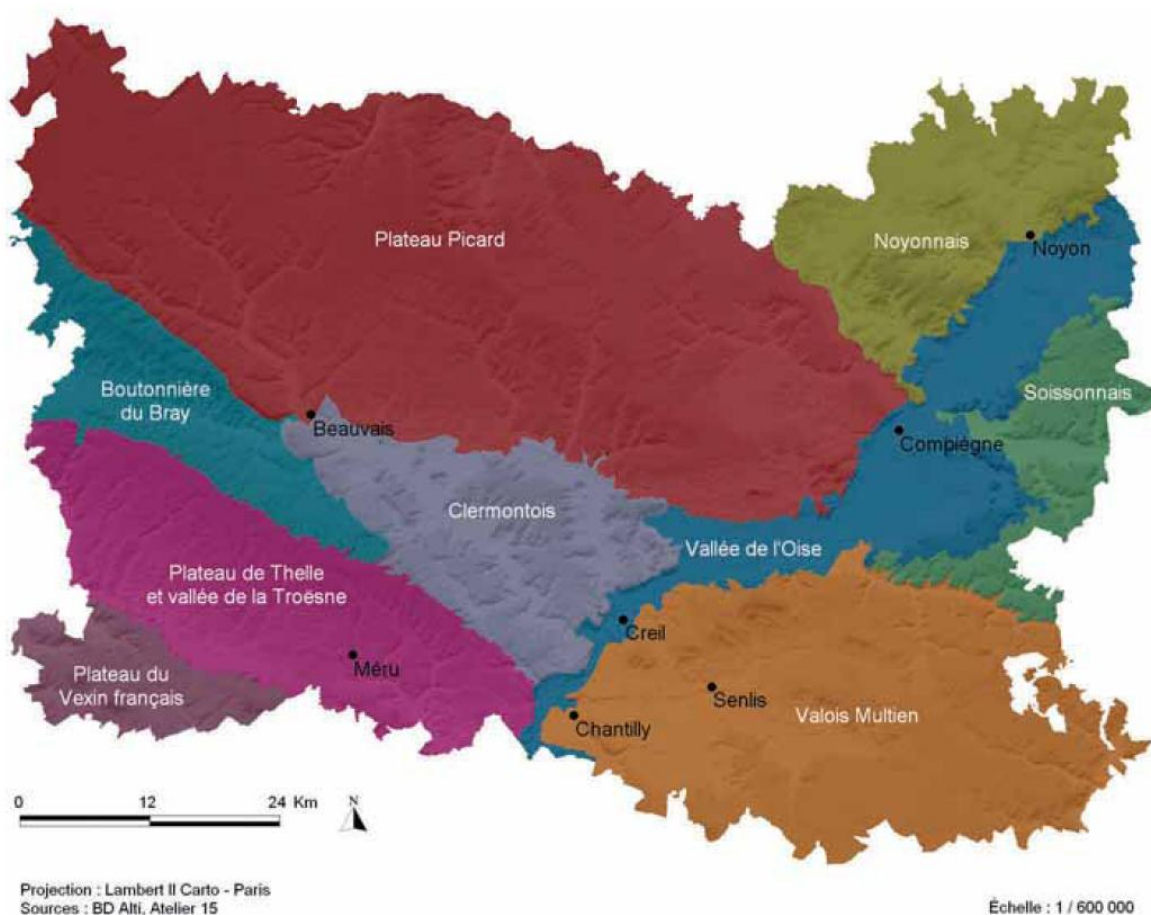 Plateau Picard
Noyonnais
Noyon
Boutonnière
du Bray
Beauvais
Soissonnais
Compiègne
Clermontois
Vallée de l'Oise
Plateau de Thelle
et vallée de la Troësne
Creil
Méru
Plateau du
Vexin français
Senlis
Chantilly
Valois Multien
0 12 24 Km
N
Projection : Lambert II Carto - Paris
Sources : BD Alti, Atelier 15
Échelle : 1 / 600 000